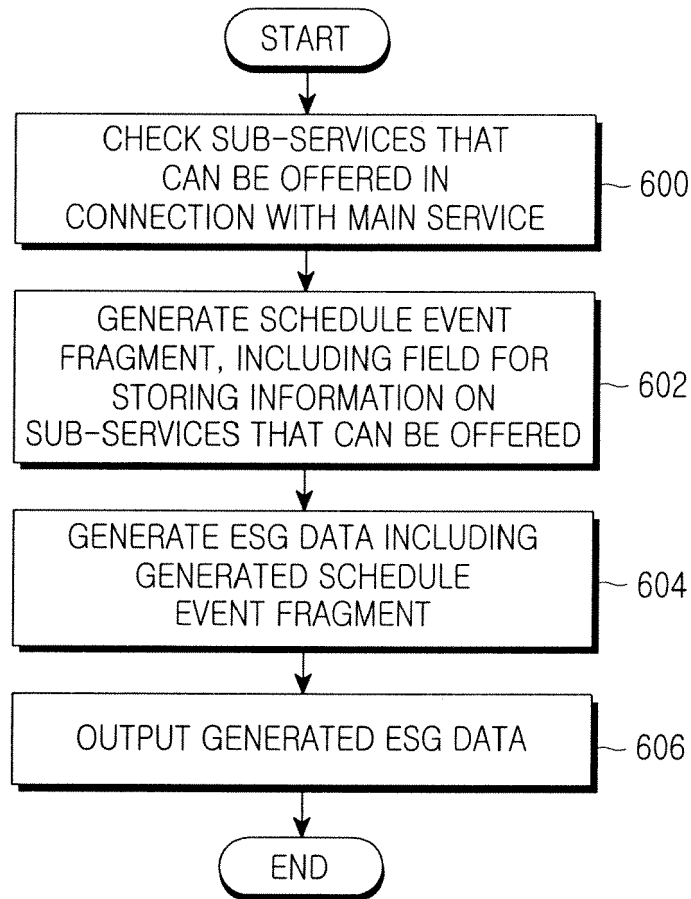 START
CHECK SUB-SERVICES THAT
CAN BE OFFERED IN
CONNECTION WITH MAIN SERVICE
600
GENERATE SCHEDULE EVENT
FRAGMENT, INCLUDING FIELD FOR
STORING INFORMATION ON
SUB-SERVICES THAT CAN BE OFFERED
602
GENERATE ESG DATA INCLUDING
GENERATED SCHEDULE
EVENT FRAGMENT
604
OUTPUT GENERATED ESG DATA
606
END